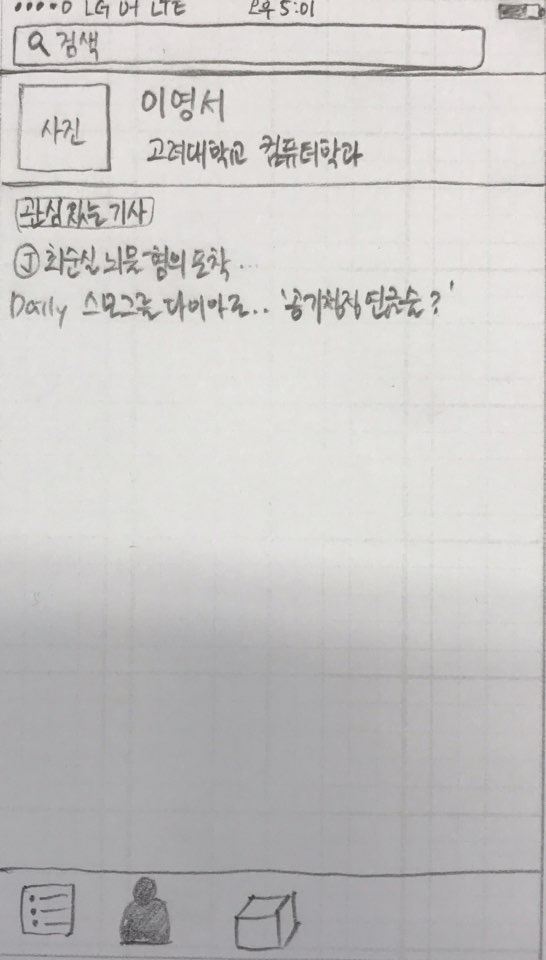 LG U+ LTE 오후 5:01
검색
사진
이영서
고려대학교 컴퓨터학과
관심 있는 기사
J 최순실 뇌물 혐의 포착...
Daily 스모그를 다이아로.. '공기청정 연금술?'